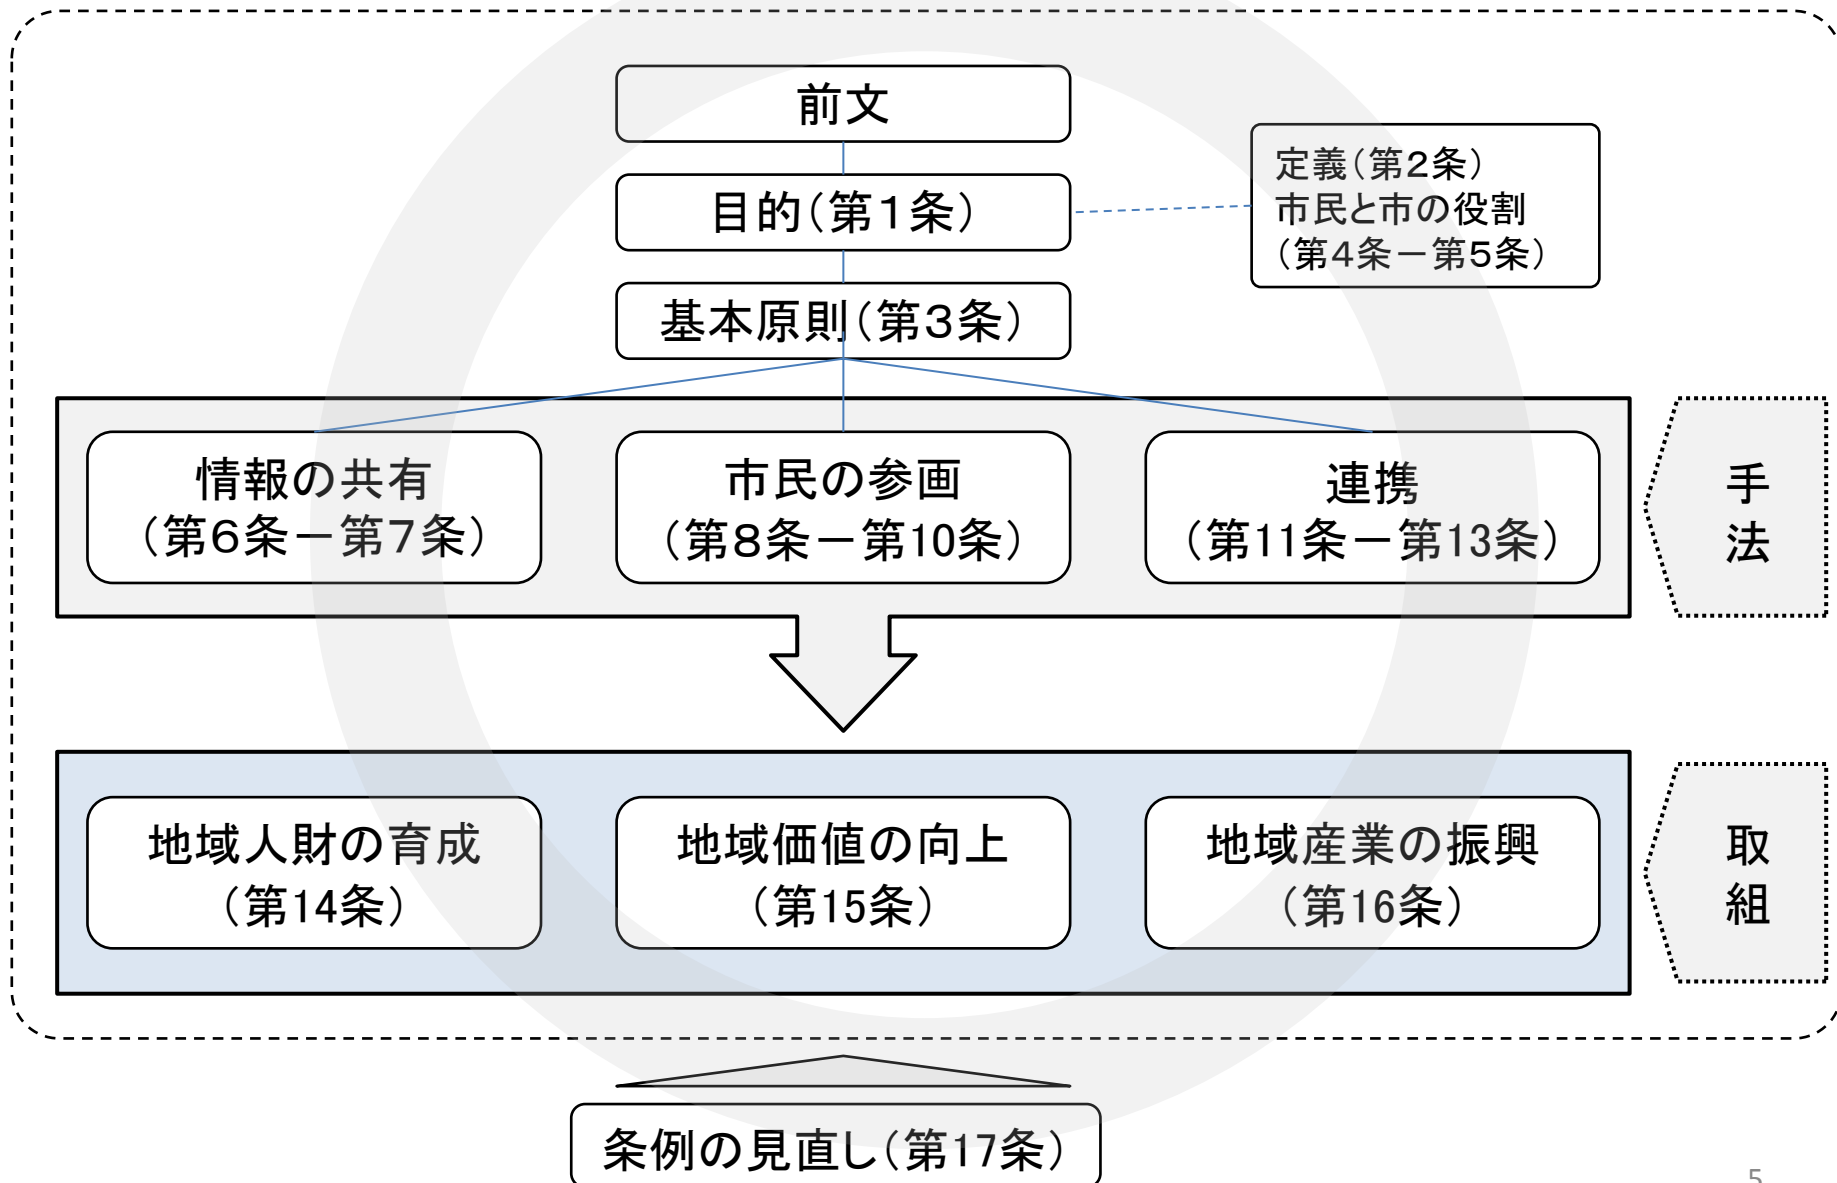 前文
目的（第１条）
定義（第２条）
市民と市の役割
（第４条－第５条）
基本原則（第３条）
情報の共有
（第６条－第７条）
市民の参画
（第８条－第10条）
連携
（第11条－第13条）
手
法
地域人財の育成
（第14条）
地域価値の向上
（第15条）
地域産業の振興
（第16条）
取
組
条例の見直し（第17条）
5